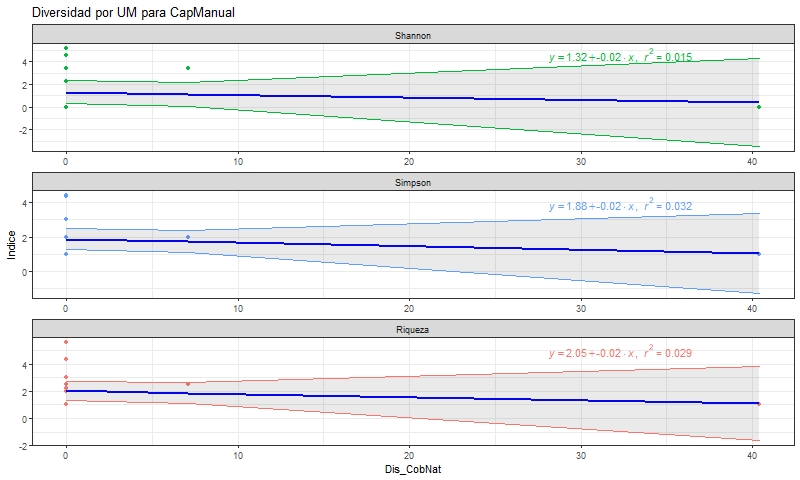 Diversidad por UM para CapManual
Shannon
y = 1.32 + -0.02 · x, r² = 0.015
4
2
0
-2
0 10 20 30 40
Simpson
y = 1.88 + -0.02 · x, r² = 0.032
4
2
0
0 10 20 30 40
Indice
Riqueza
y = 2.05 + -0.02 · x, r² = 0.029
4
2
0
-2
0 10 20 30 40
Dis_CobNat